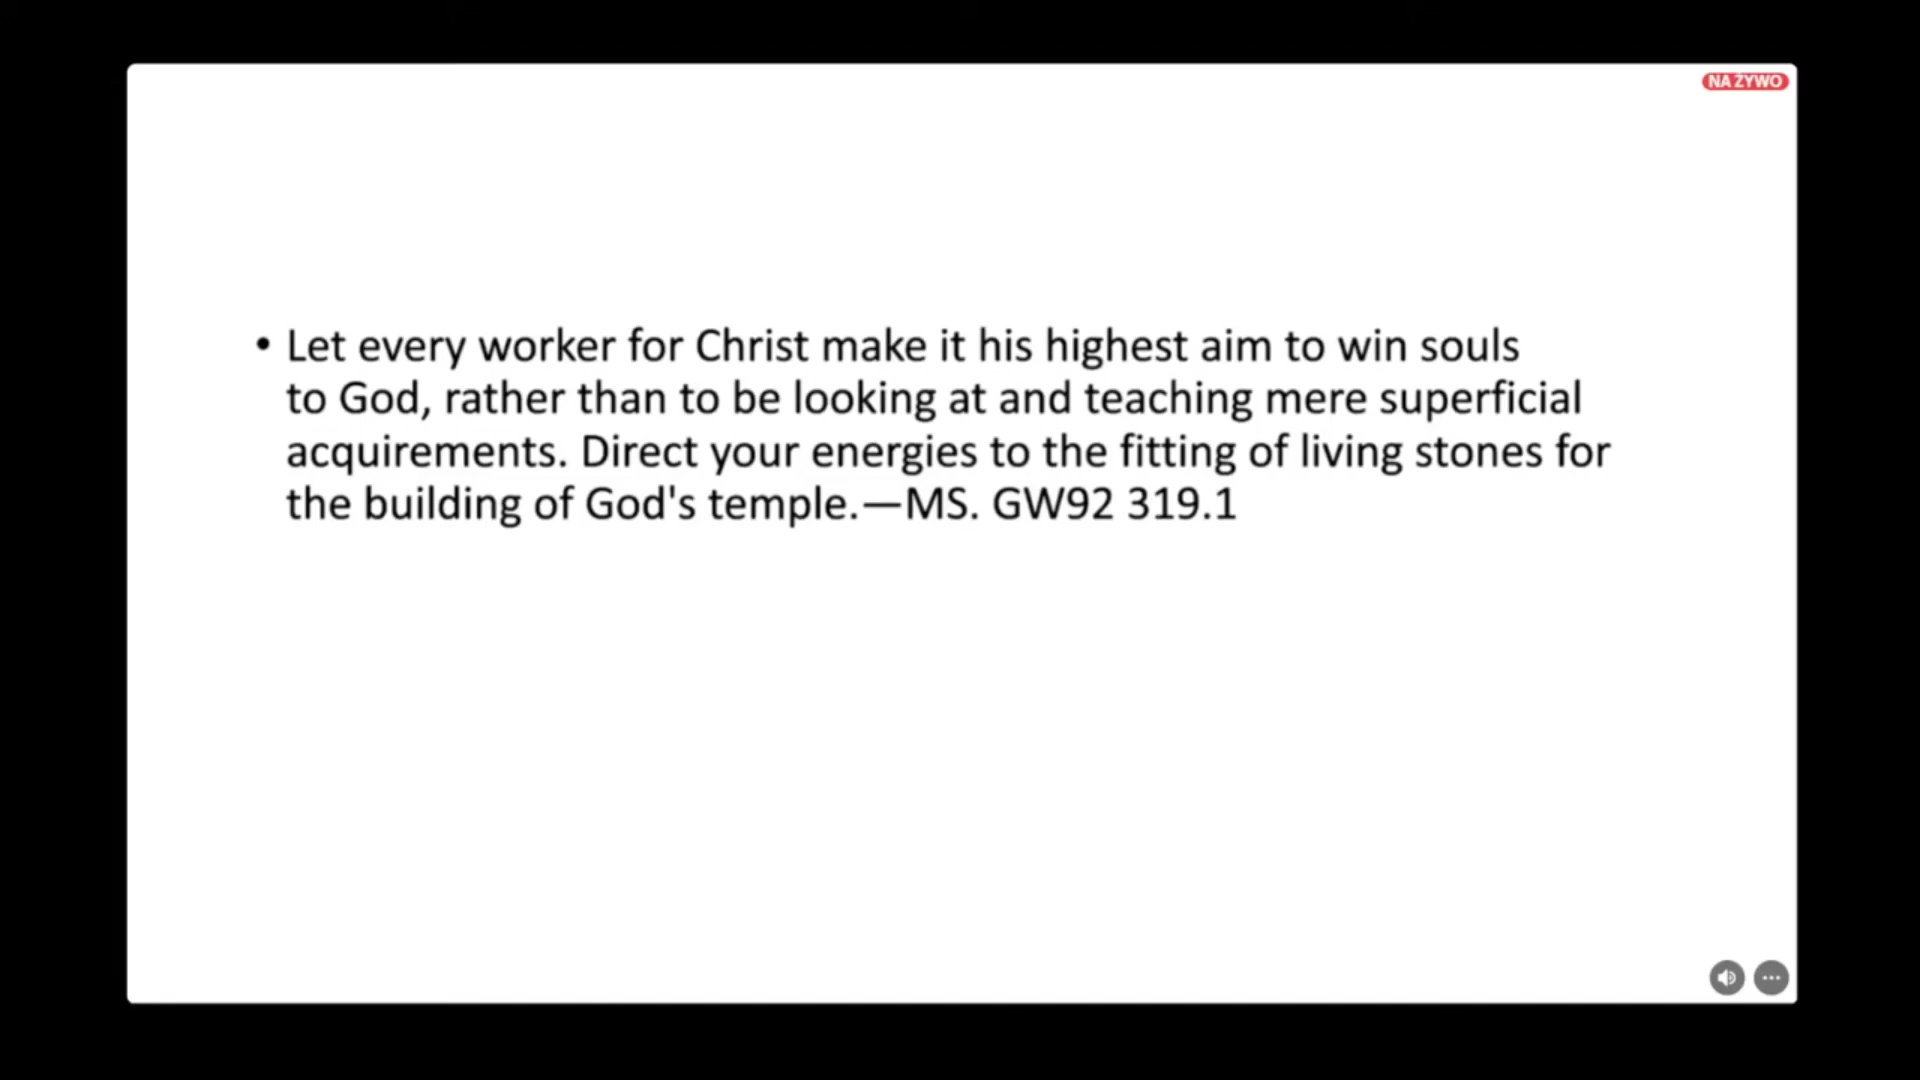 NA ŻYWO
• Let every worker for Christ make it his highest aim to win souls
to God, rather than to be looking at and teaching mere superficial
acquirements. Direct your energies to the fitting of living stones for
the building of God's temple.—MS. GW92 319.1